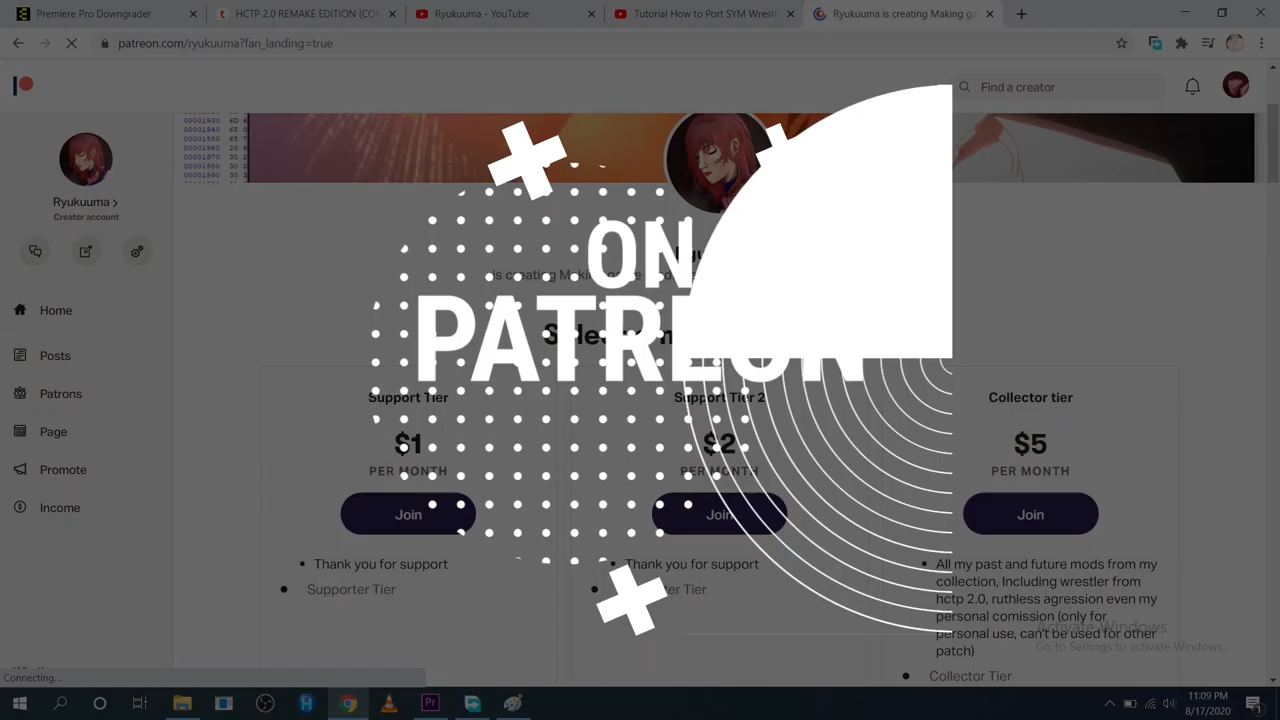 Premiere Pro Downgrader
HCTP 2.0 REMAKE EDITION (CO
Ryukuuma - YouTube
Tutorial How to Port SYM Wrestl
Ryukuuma is creating Making ga
patreon.com/ryukuuma?fan_landing=true
Find a creator
Ryukuuma
Creator account
Home
Posts
Patrons
Page
Promote
Income
ON
PATREON
is creating
Support Tier
$1
PER MONTH
Join
Thank you for support
Supporter Tier
Support Tier 2
$2
PER MONTH
Join
Thank you for support
Collector tier
$5
PER MONTH
Join
All my past and future mods from my
collection, Including wrestler from
hctp 2.0, ruthless agression even my
personal comission (only for
personal use, can't be used for other
patch)
Collector Tier
Activate Windows
Go to Settings to activate Windows.
Connecting...
11:09 PM
8/17/2020